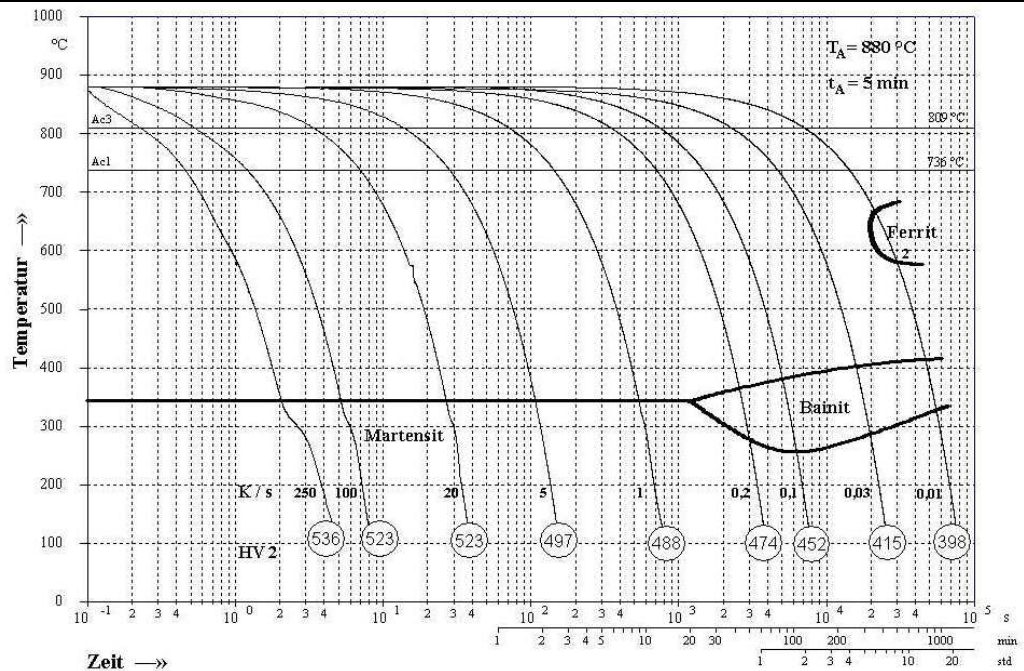 1000
°C
T_A = 880 °C
900
t_A = 5 min
Ac3
809 °C
800
Ac1
736 °C
700
Ferrit
2
600
500
400
Bainit
300
Martensit
200
K / s 250 100 20 5 1 0,2 0,1 0,03 0,01
100
HV 2
536 523 523 497 488 474 452 415 398
0
10 -1 2 3 4 10 0 2 3 4 10 1 2 3 4 10 2 2 3 4 10 3 2 3 4 10 4 2 3 4 10 5 s
1 2 3 4 5 10 20 30 100 200 1000 min
1 2 3 4 10 20 std
Temperatur —»
Zeit —»